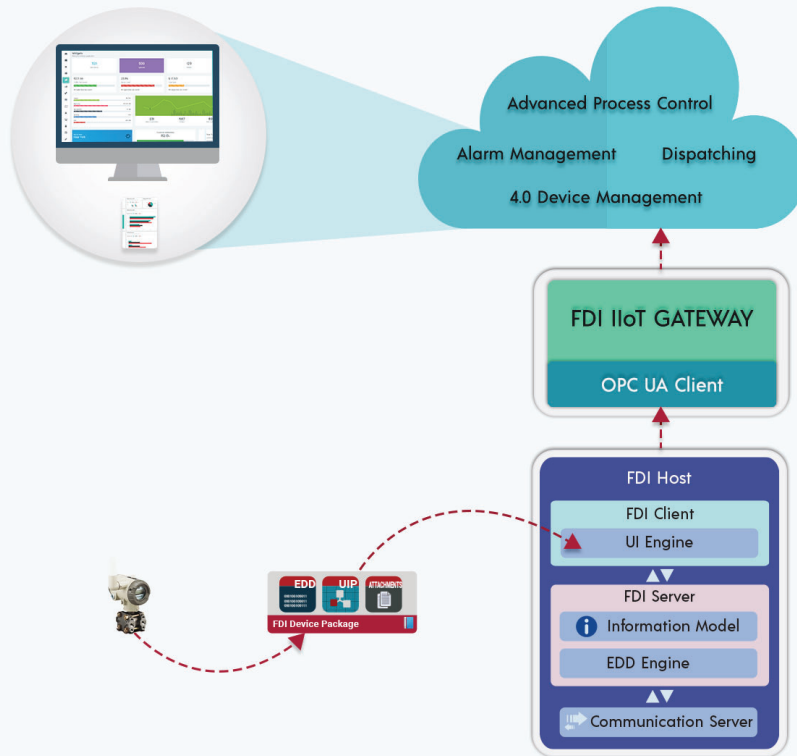 Advanced Process Control
Alarm Management
Dispatching
4.0 Device Management
FDI IIoT GATEWAY
OPC UA Client
FDI Host
FDI Client
UI Engine
FDI Server
Information Model
EDD Engine
Communication Server
EDD
UIP
ATTACHMENTS
FDI Device Package